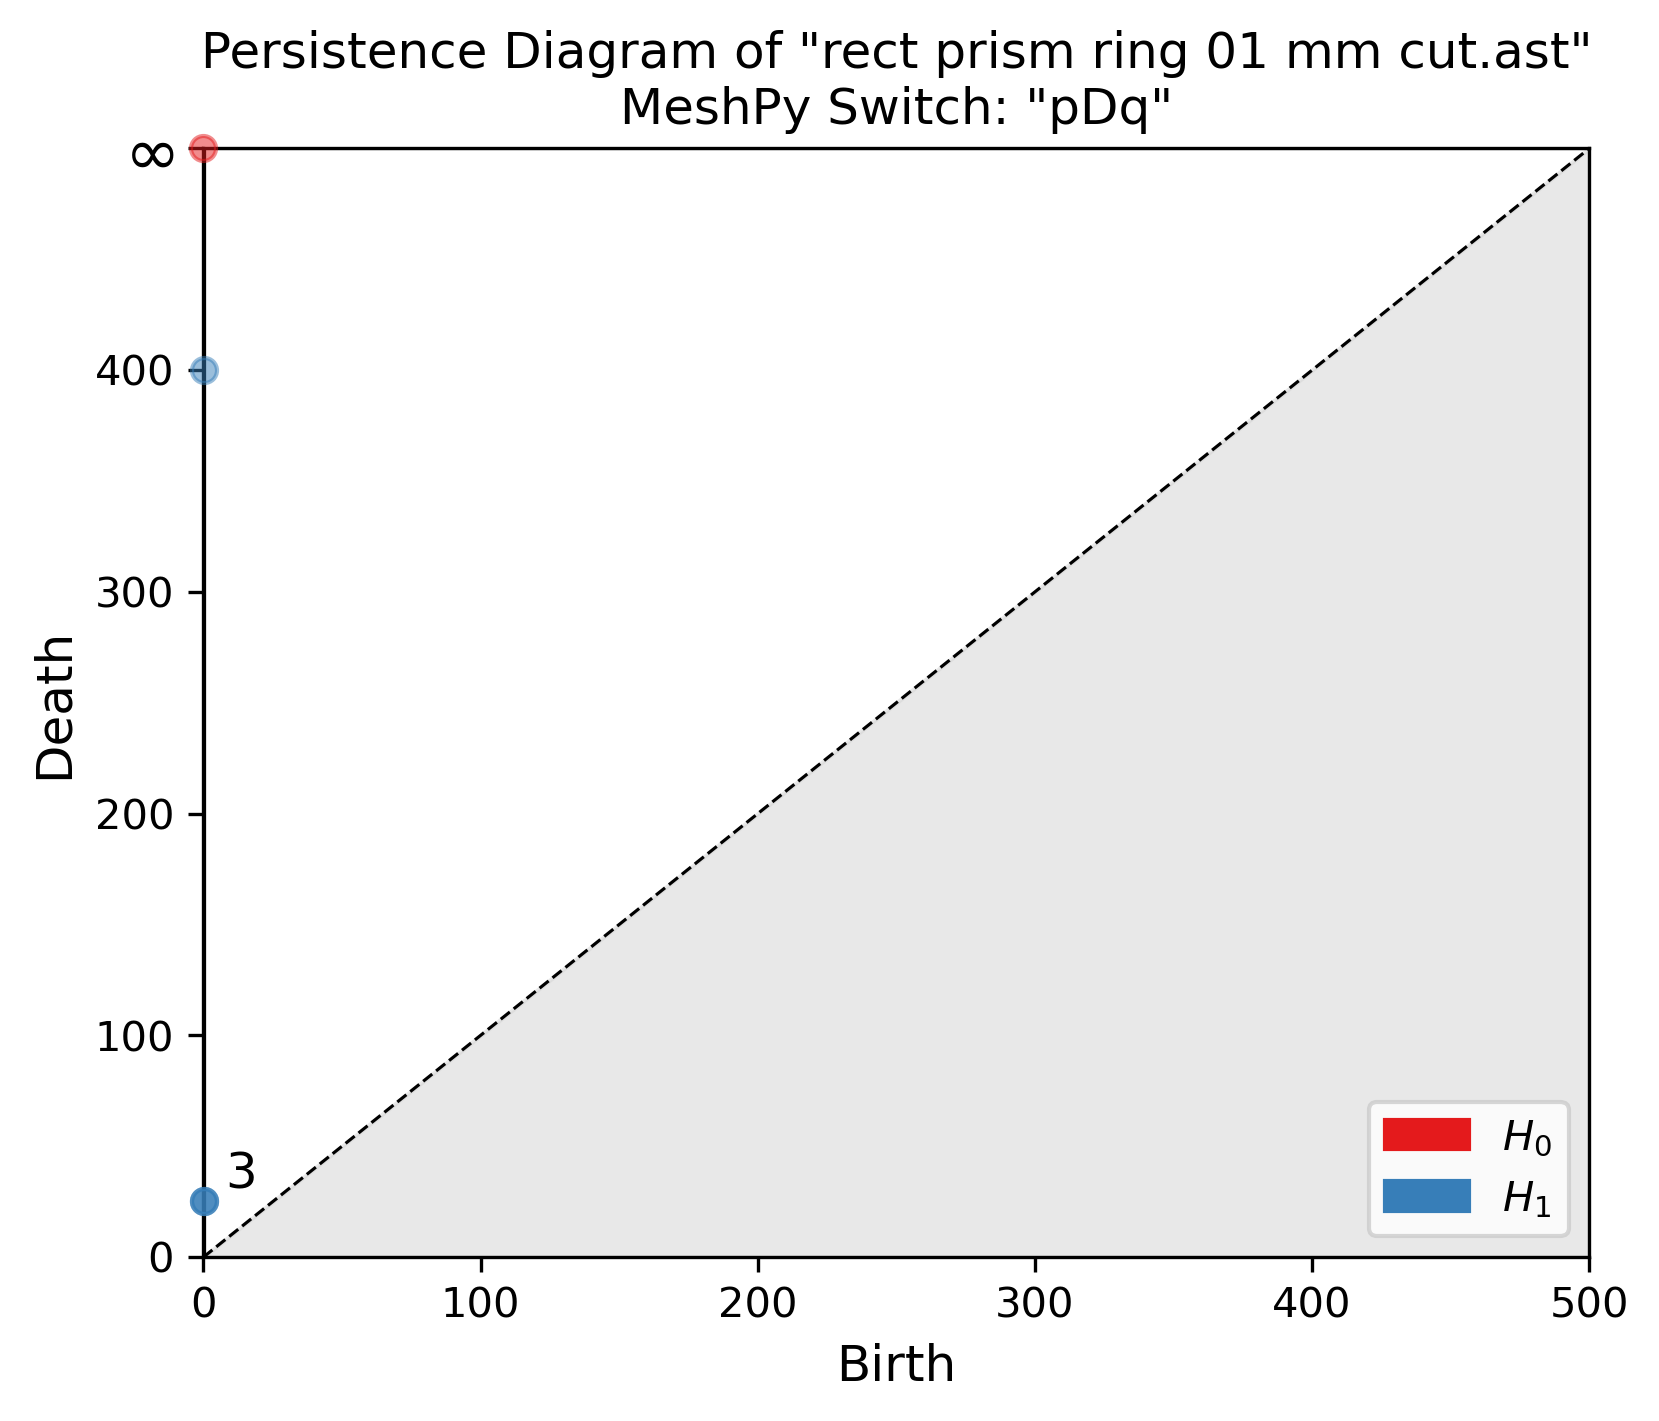 Persistence Diagram of "rect prism ring 01 mm cut.ast"
MeshPy Switch: "pDq"
∞
400
300
200
100
0
Death
3
H₀
H₁
0 100 200 300 400 500
Birth